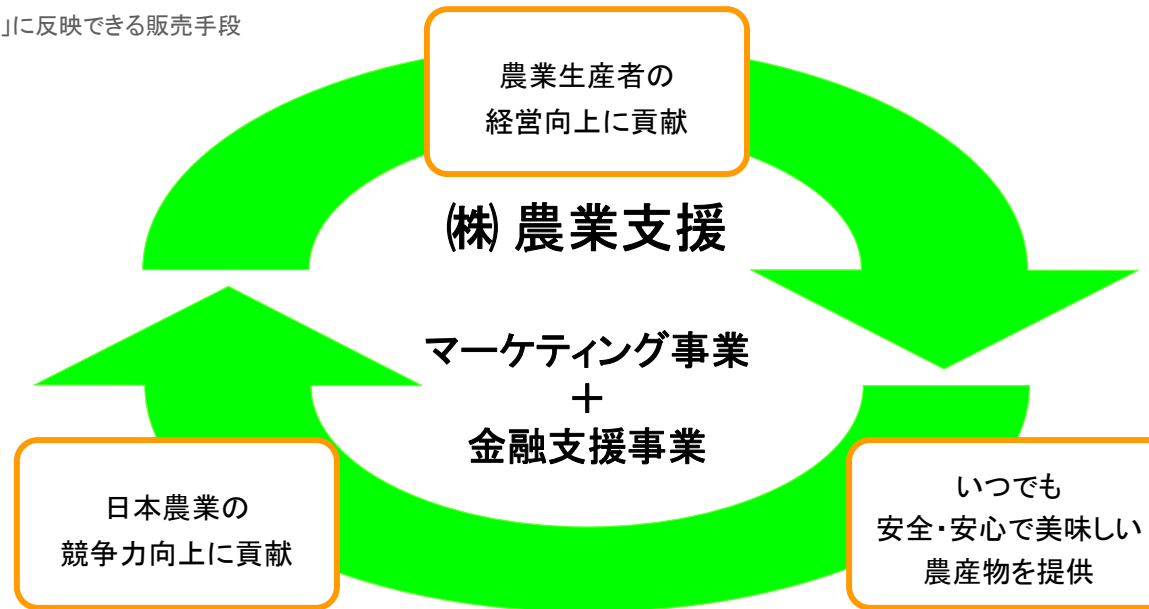 」に反映できる販売手段
農業生産者の
経営向上に貢献
㈱ 農業支援
マーケティング事業
＋
金融支援事業
日本農業の
競争力向上に貢献
いつでも
安全・安心で美味しい
農産物を提供